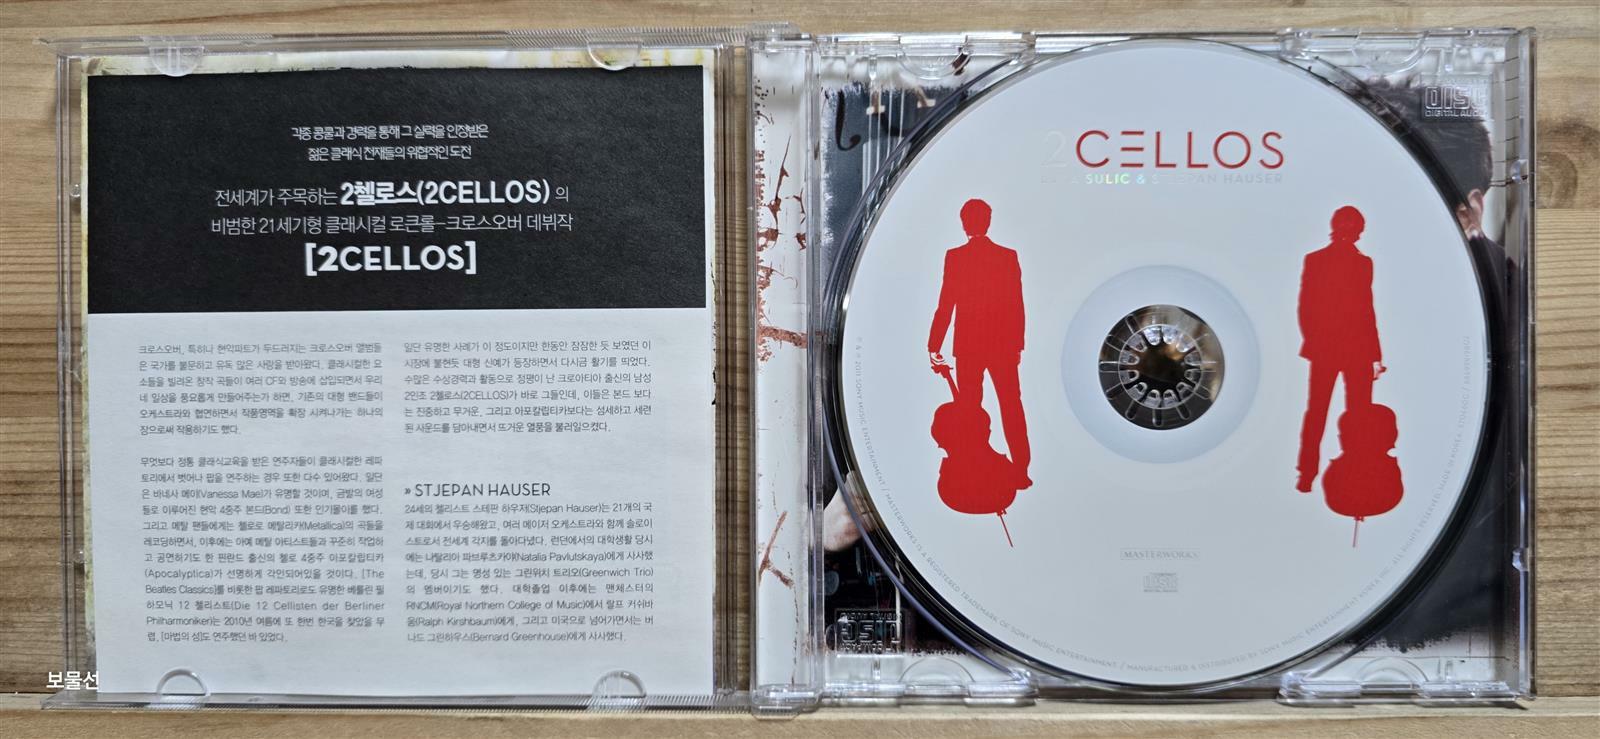 각종 콩쿨과 경력을 통해 그 실력을 인정받은
젊은 클래식 천재들의 위협적인 도전
전세계가 주목하는 2첼로스(2CELLOS) 의
비범한 21세기형 클래시컬 로큰롤-크로스오버 데뷔작
[2CELLOS]
크로스오버, 특히나 현악파트가 두드러지는 크로스오버 앨범들
은 국가를 불문하고 유독 많은 사랑을 받아왔다. 클래시컬한 요
소들을 빌려온 창작 곡들이 여러 CF와 방송에 삽입되면서 우리
네 일상을 풍요롭게 만들어주는가 하면, 기존의 대형 밴드들이
오케스트라와 협연하면서 작품영역을 확장 시켜나가는 하나의
장으로써 작용하기도 했다.
무엇보다 정통 클래식교육을 받은 연주자들이 클래시컬한 레파
토리에서 벗어나 팝을 연주하는 경우 또한 다수 있어왔다. 일단
은 바네사 메이(Vanessa Mae)가 유명할 것이며, 금발의 여성
들로 이루어진 현악 4중주 본드(Bond) 또한 인기몰이를 했다.
그리고 메탈 팬들에게는 첼로로 메탈리카(Metallica)의 곡들을
레코딩하면서, 이후에는 아예 메탈 아티스트들과 꾸준히 작업하
고 공연하기도 한 핀란드 출신의 첼로 4중주 아포칼립티카
(Apocalyptica)가 선명하게 각인되어있을 것이다. [The
Beatles Classics]를 비롯한 팝 레파토리로도 유명한 베를린 필
하모닉 12 첼리스트(Die 12 Cellisten der Berliner
Philharmoniker)는 2010년 여름에 또 한번 한국을 찾았을 무
렵, [마법의 성]도 연주했던 바 있었다.
일단 유명한 사례가 이 정도이지만 한동안 잠잠한 듯 보였던 이
시장에 불현듯 대형 신예가 등장하면서 다시금 활기를 띄었다.
수많은 수상경력과 활동으로 정평이 난 크로아티아 출신의 남성
2인조 2첼로스(2CELLOS)가 바로 그들인데, 이들은 본드 보다
는 진중하고 무거운, 그리고 아포칼립티카보다는 섬세하고 세련
된 사운드를 담아내면서 뜨거운 열풍을 불러일으켰다.
» STJEPAN HAUSER
24세의 첼리스트 스테판 하우저(Stjepan Hauser)는 21개의 국
제 대회에서 우승해왔고, 여러 메이저 오케스트라와 함께 솔로이
스트로서 전세계 각지를 돌아다녔다. 런던에서의 대학생활 당시
에는 나탈리아 파브루츠카야(Natalia Pavlutskaya)에게 사사했
는데, 당시 그는 명성 있는 그린위치 트리오(Greenwich Trio)
의 멤버이기도 했다. 대학졸업 이후에는 맨체스터의
RNCM(Royal Northern College of Music)에서 랄프 커쉬바
움(Ralph Kirshbaum)에게, 그리고 미국으로 넘어가면서는 버
나드 그린하우스(Bernard Greenhouse)에게 사사했다.
보물선
2CELLOS
SULIC & STJEPAN HAUSER
MASTERWORKS
DISC
DIGITAL AUDIO
℗ & © 2011 SONY MUSIC ENTERTAINMENT / MASTERWORKS IS A REGISTERED TRADEMARK OF SONY MUSIC ENTERTAINMENT / MANUFACTURED & DISTRIBUTED BY SONY MUSIC ENTERTAINMENT KOREA INC. ALL RIGHTS RESERVED. MADE IN KOREA.